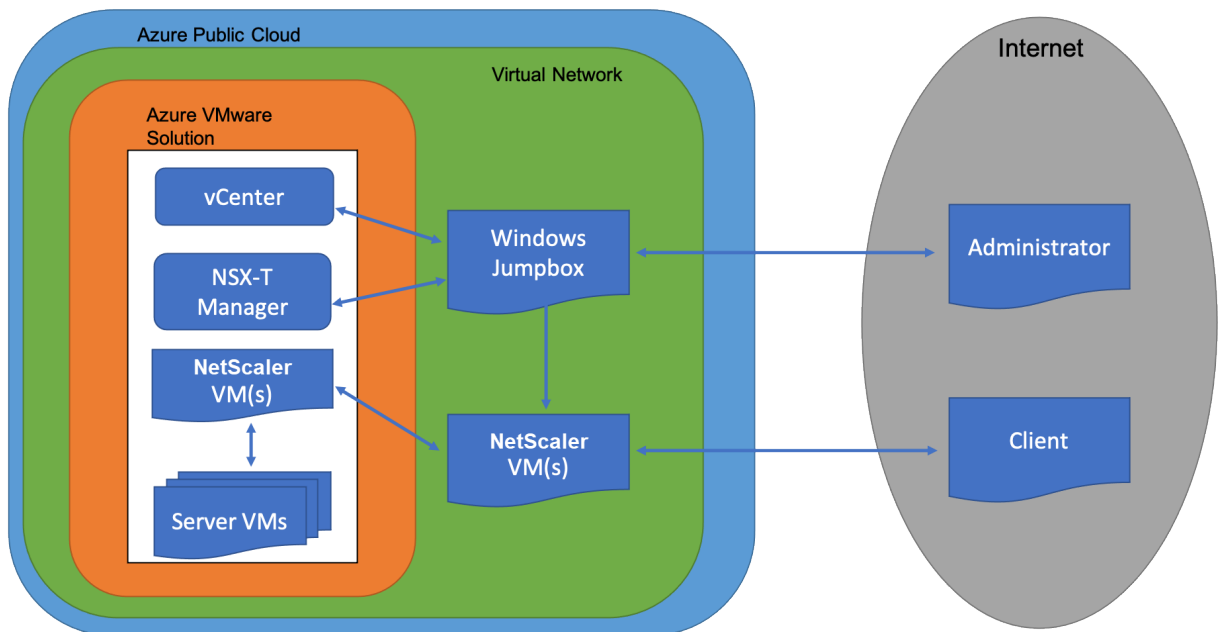 Azure Public Cloud
Virtual Network
Azure VMware
Solution
vCenter
NSX-T
Manager
NetScaler
VM(s)
Server VMs
Windows
Jumpbox
NetScaler
VM(s)
Internet
Administrator
Client